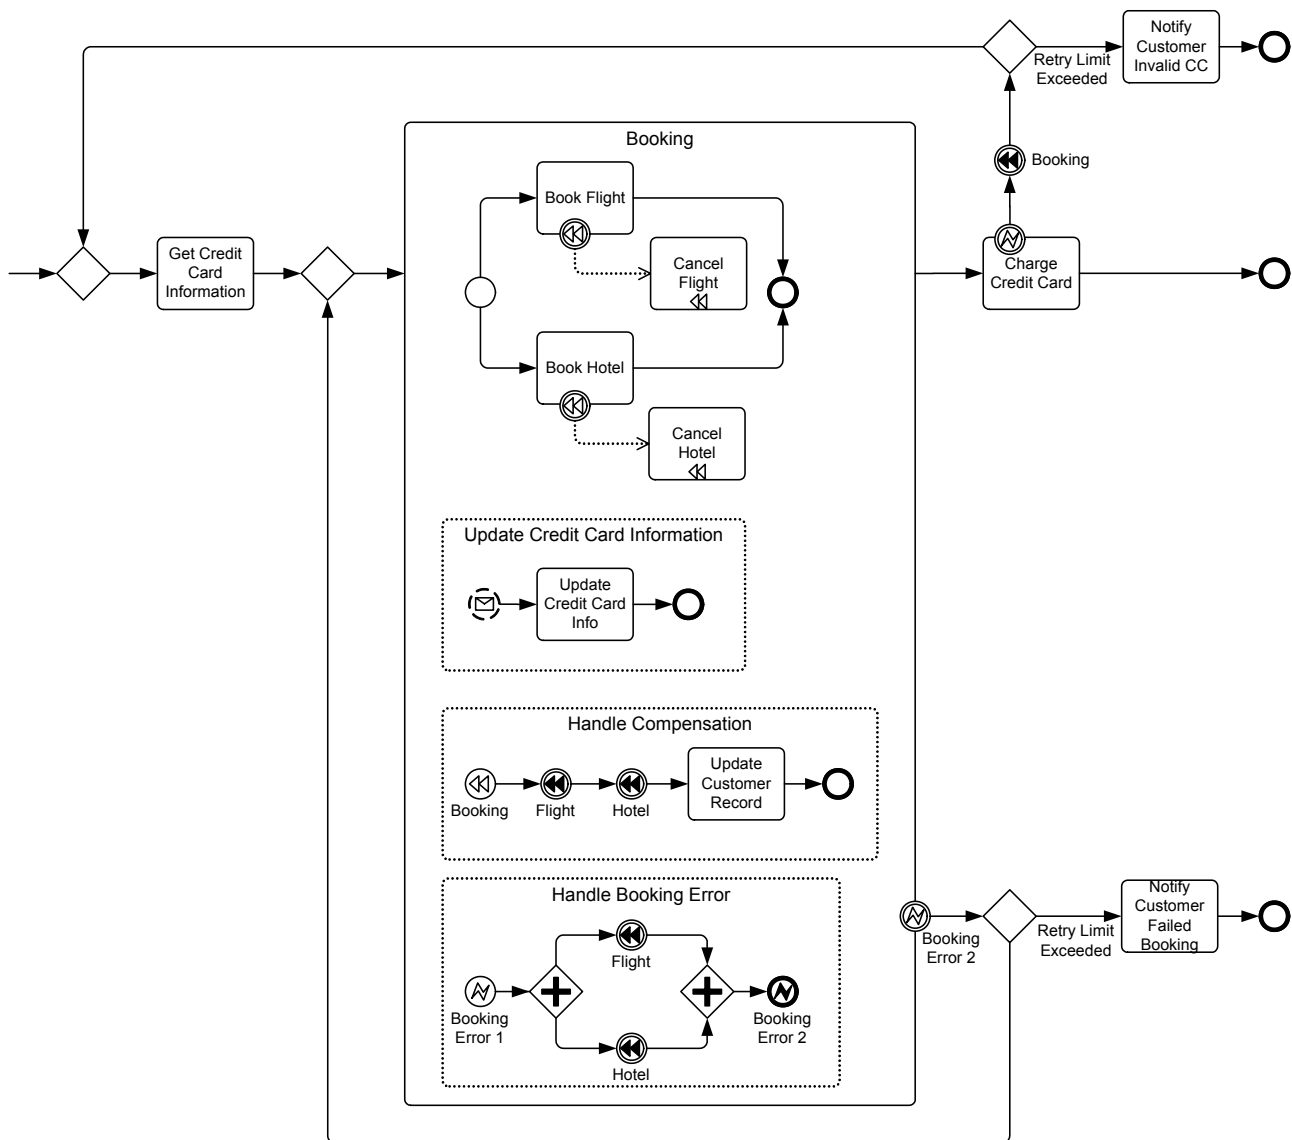 Notify
Customer
Invalid CC
Retry Limit
Exceeded
Booking
Booking
Book Flight
Get Credit
Card
Information
Cancel
Flight
Charge
Credit Card
Book Hotel
Cancel
Hotel
Update Credit Card Information
Update
Credit Card
Info
Handle Compensation
Update
Customer
Record
Booking
Flight
Hotel
Handle Booking Error
Notify
Customer
Failed
Booking
Retry Limit
Exceeded
Booking
Error 2
Flight
Booking
Error 1
Booking
Error 2
Hotel